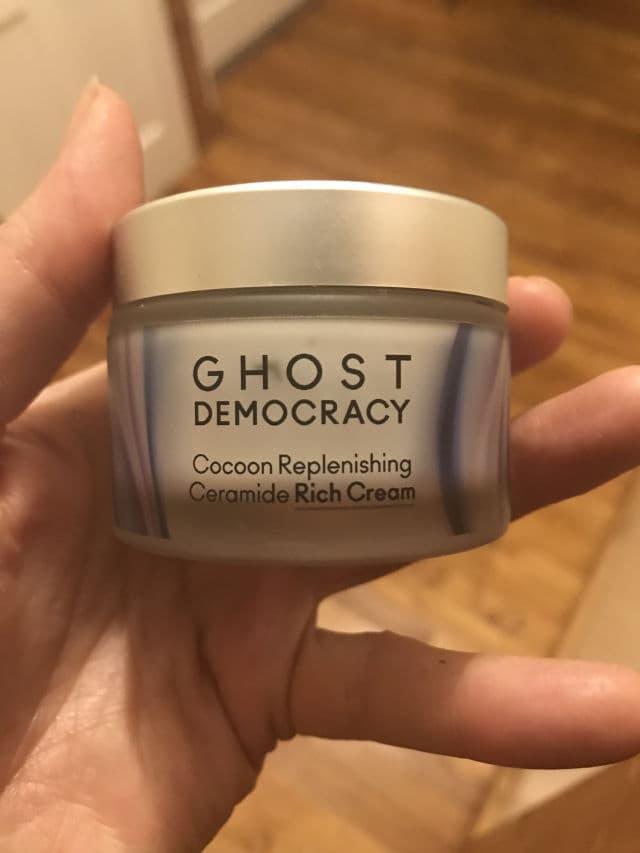 GHOST
DEMOCRACY
Cocoon Replenishing
Ceramide Rich Cream